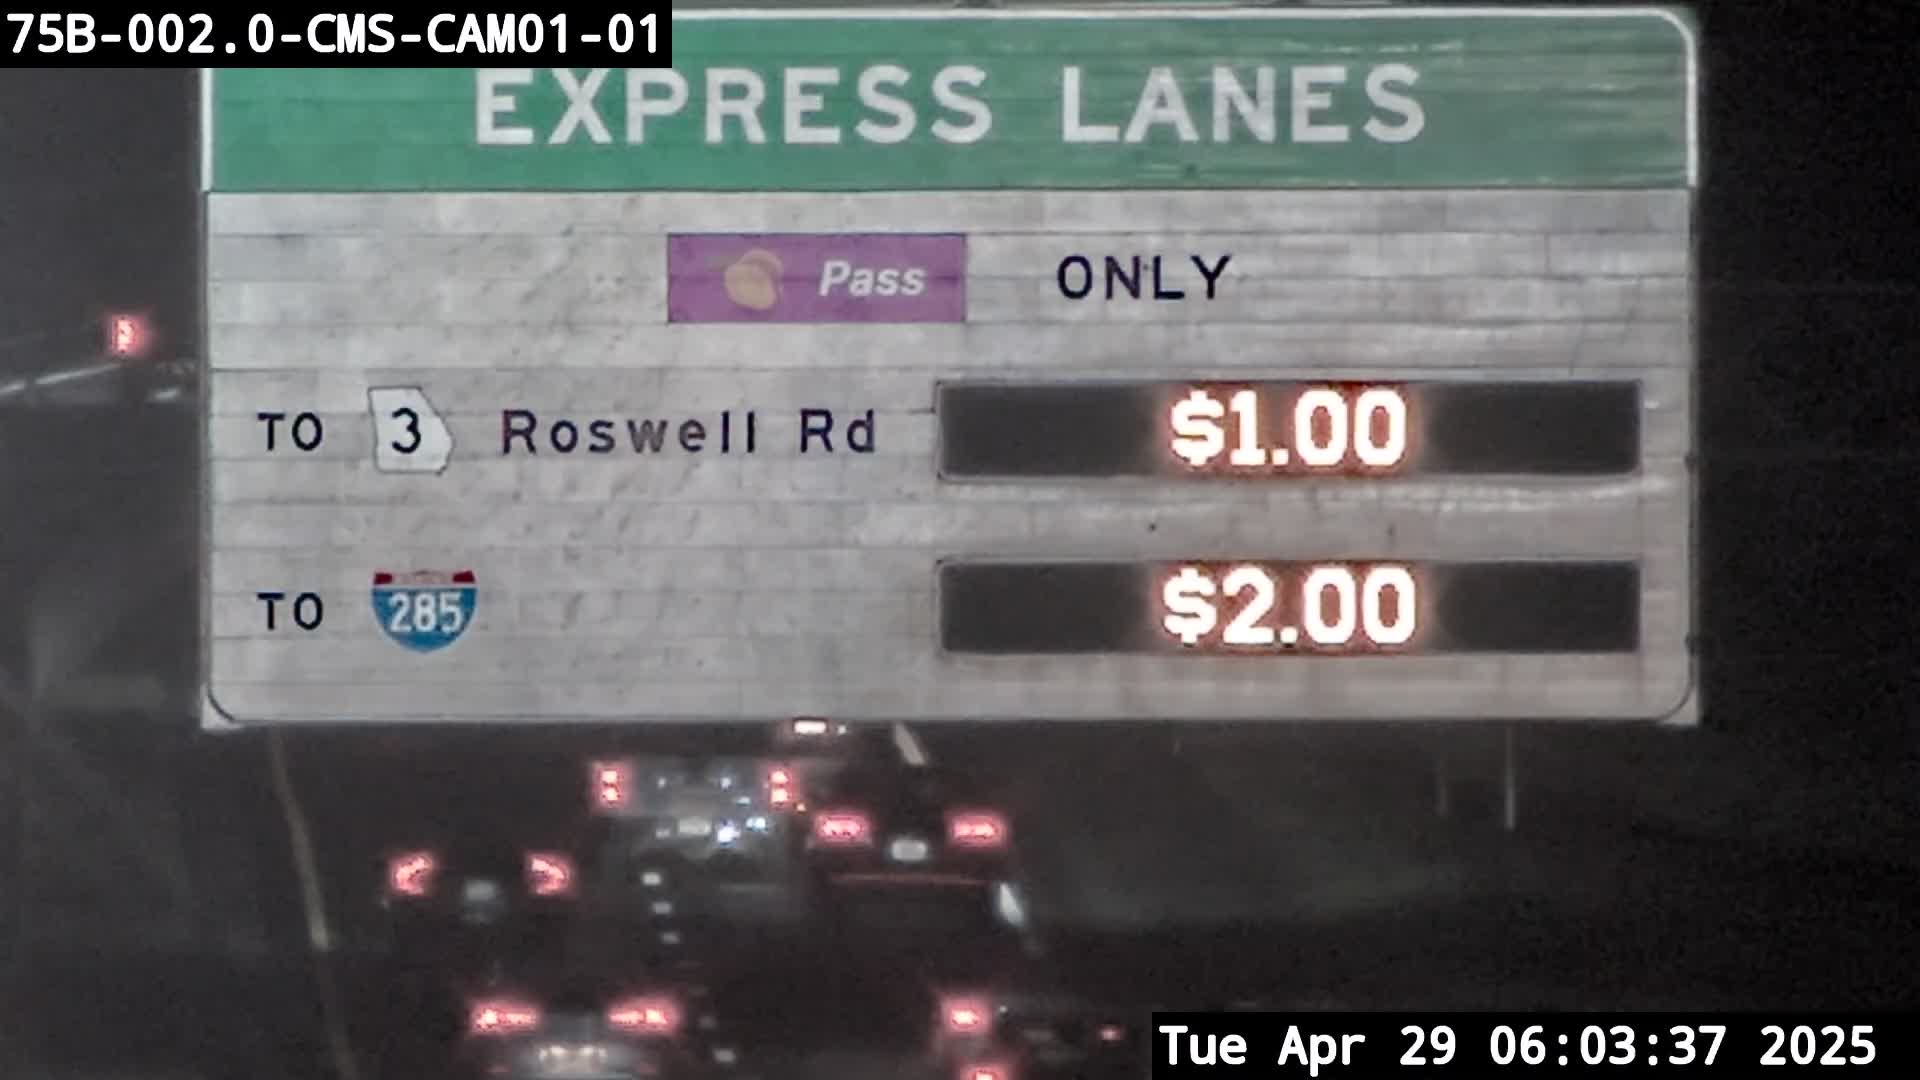 75B-002.0-CMS-CAM01-01
EXPRESS LANES
Pass ONLY
TO 3 Roswell Rd $1.00
TO 285 $2.00
Tue Apr 29 06:03:37 2025